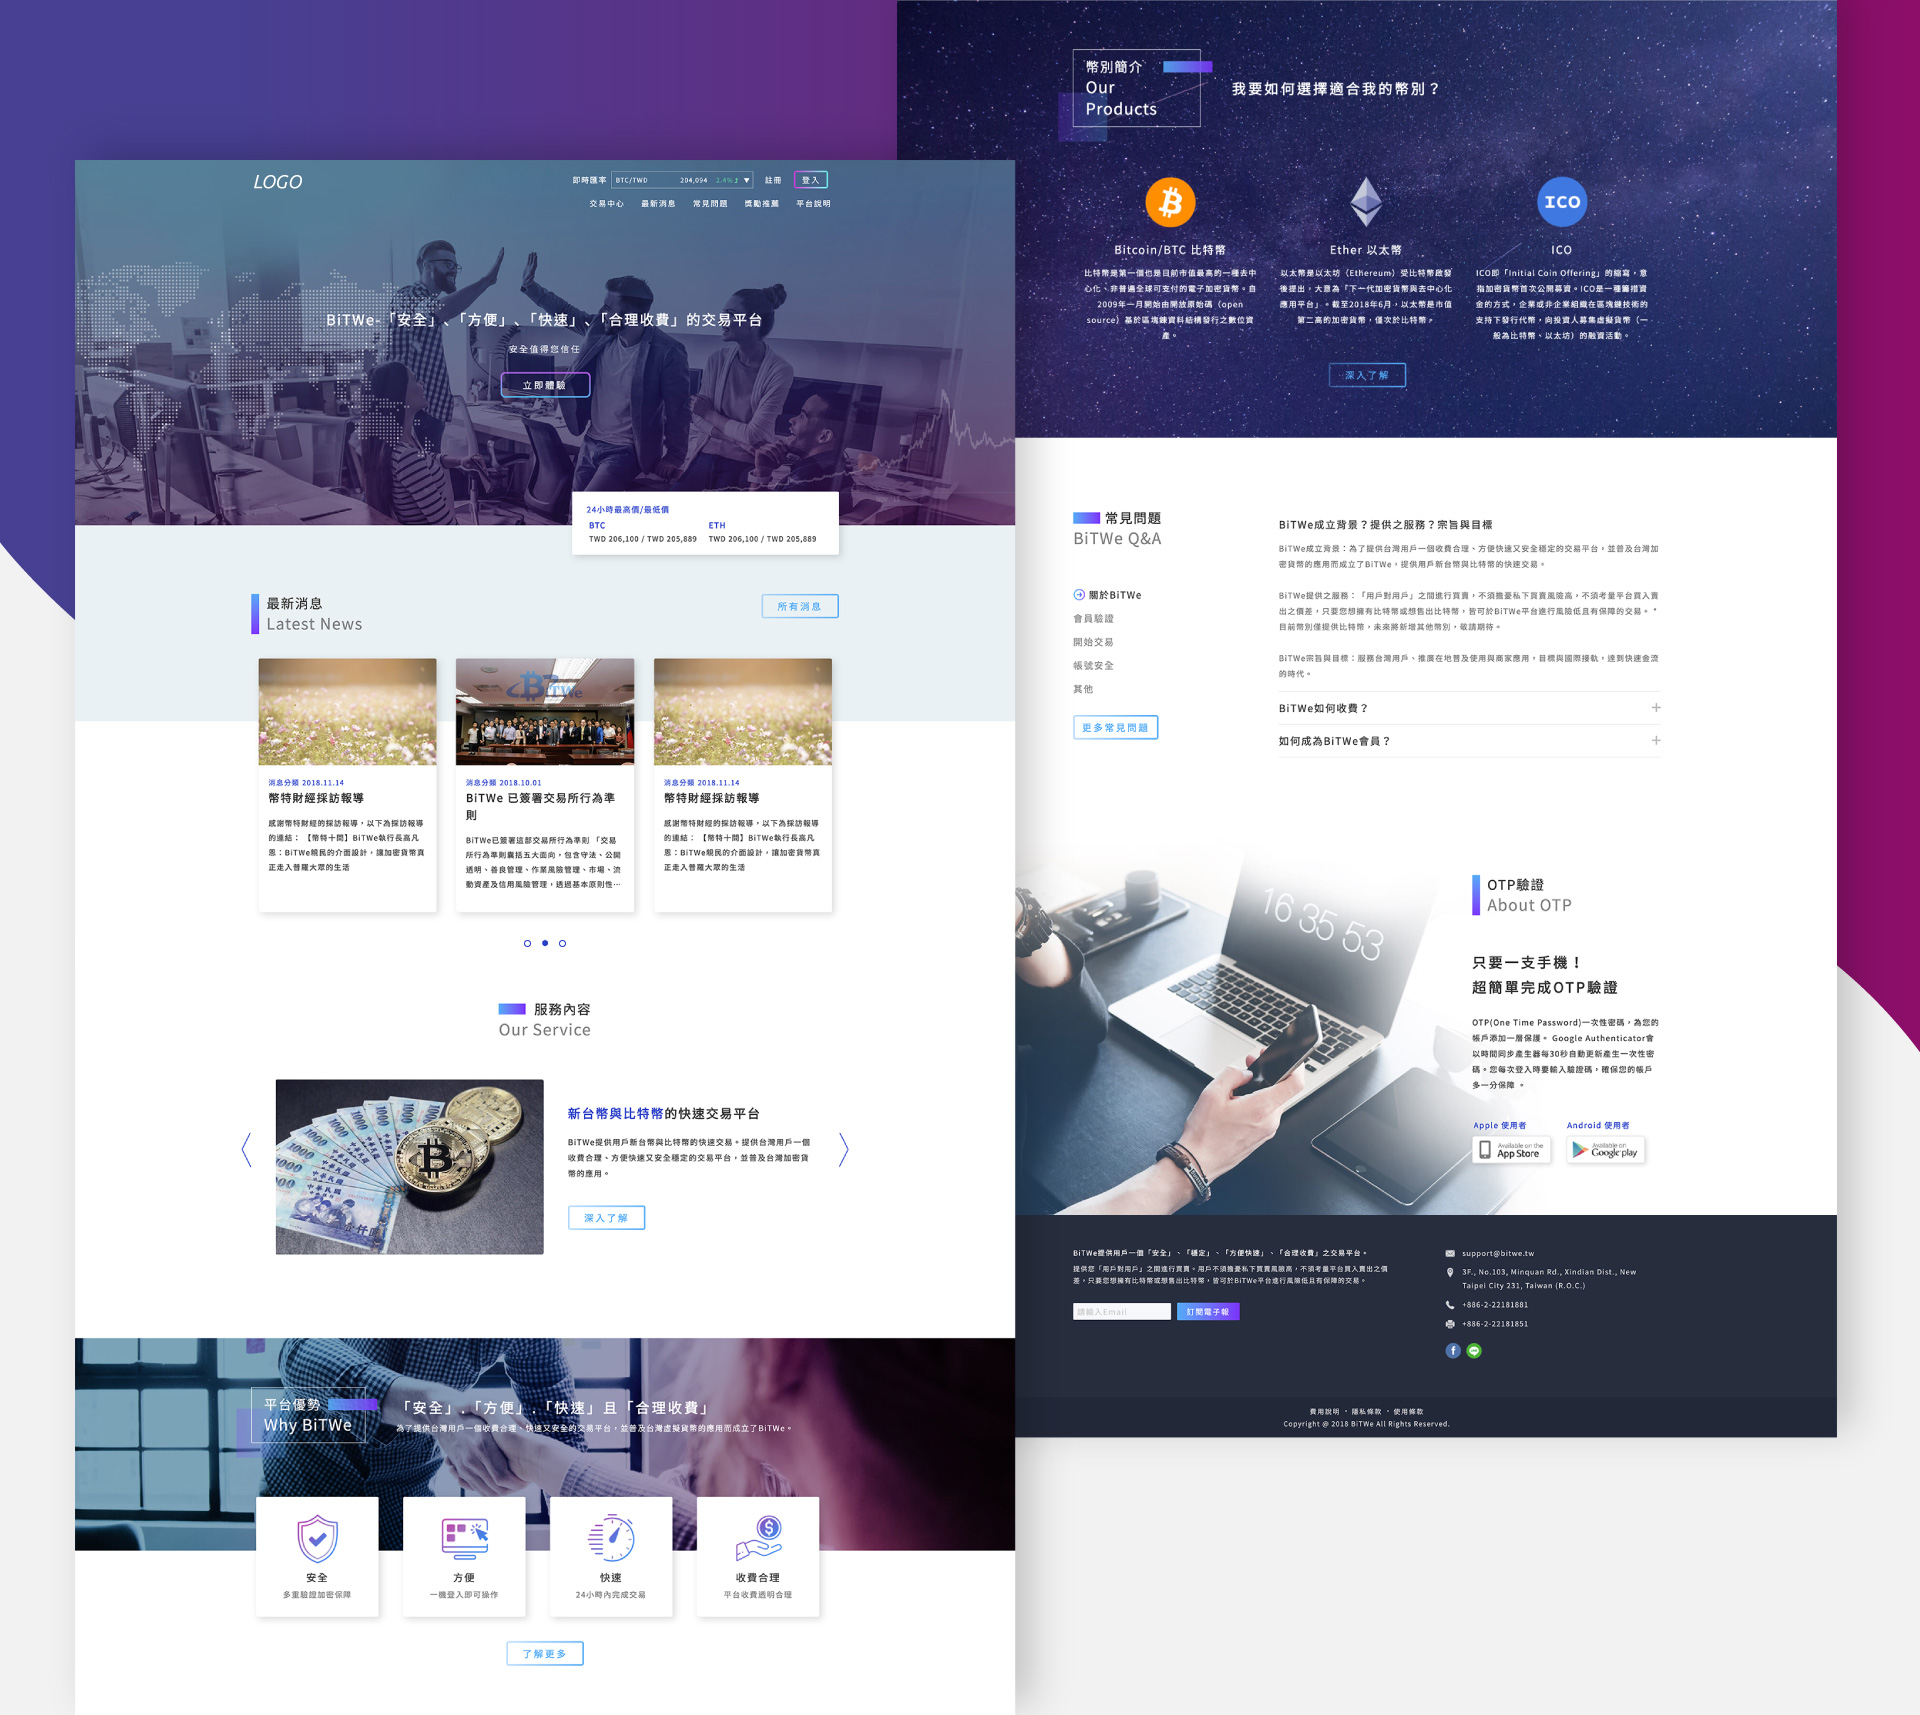 LOGO
即時匯率 BTC/TWD 204,094 2.4% ▼ 註冊 登入
交易中心 最新消息 常見問題 獎勵推薦 平台說明
BiTWe-「安全」、「方便」、「快速」、「合理收費」的交易平台
安全值得您信任
立即體驗
24小時最高價/最低價
BTC ETH
TWD 206,100 / TWD 205,889 TWD 206,100 / TWD 205,889
最新消息
Latest News
所有消息
BiTWe
消息分類 2018.11.14
幣特財經採訪報導
感謝幣特財經的採訪報導，以下為採訪報導
的連結： 【幣特十問】BiTWe執行長高凡
恩：BiTWe親民的介面設計，讓加密貨幣真
正走入普羅大眾的生活
消息分類 2018.10.01
BiTWe 已簽署交易所行為準
則
BiTWe已簽署這部交易所行為準則 「交易
所行為準則囊括五大面向，包含守法、公開
透明、善良管理、作業風險管理、市場、流
動資產及信用風險管理，透過基本原則性…
消息分類 2018.11.14
幣特財經採訪報導
感謝幣特財經的採訪報導，以下為採訪報導
的連結： 【幣特十問】BiTWe執行長高凡
恩：BiTWe親民的介面設計，讓加密貨幣真
正走入普羅大眾的生活
服務內容
Our Service
新台幣與比特幣的快速交易平台
BiTWe提供用戶新台幣與比特幣的快速交易。提供台灣用戶一個
收費合理、方便快速又安全穩定的交易平台，並普及台灣加密貨
幣的應用。
深入了解
平台優勢
Why BiTWe
「安全」.「方便」.「快速」且「合理收費」
為了提供台灣用戶一個收費合理、快速又安全的交易平台，並普及台灣虛擬貨幣的應用而成立了BiTWe。
安全
多重驗證加密保障
方便
一機登入即可操作
快速
24小時內完成交易
收費合理
平台收費透明合理
了解更多
幣別簡介
Our
Products
我要如何選擇適合我的幣別？
Bitcoin/BTC 比特幣
比特幣是第一個也是目前市值最高的一種去中
心化、非普遍全球可支付的電子加密貨幣。自
2009年一月開始由開放原始碼（open
source）基於區塊鍊資料結構發行之數位資
產。
Ether 以太幣
以太幣是以太坊（Ethereum）受比特幣啟發
後提出，大意為「下一代加密貨幣與去中心化
應用平台」。截至2018年6月，以太幣是市值
第二高的加密貨幣，僅次於比特幣。
ICO
ICO
ICO即「Initial Coin Offering」的縮寫，意
指加密貨幣首次公開募資。ICO是一種籌措資
金的方式，企業或非企業組織在區塊鏈技術的
支持下發行代幣，向投資人募集虛擬貨幣（一
般為比特幣、以太坊）的融資活動。
深入了解
常見問題
BiTWe Q&A
關於BiTWe
會員驗證
開始交易
帳號安全
其他
更多常見問題
BiTWe成立背景？提供之服務？宗旨與目標
BiTWe成立背景：為了提供台灣用戶一個收費合理、方便快速又安全穩定的交易平台，並普及台灣加
密貨幣的應用而成立了BiTWe，提供用戶新台幣與比特幣的快速交易。
BiTWe提供之服務：「用戶對用戶」之間進行買賣，不須擔憂私下買賣風險高，不須考量平台買入賣
出之價差，只要您想擁有比特幣或想售出比特幣，皆可於BiTWe平台進行風險低且有保障的交易。 *
目前幣別僅提供比特幣，未來將新增其他幣別，敬請期待。
BiTWe宗旨與目標：服務台灣用戶、推廣在地普及使用與商家應用，目標與國際接軌，達到快速金流
的時代。
BiTWe如何收費？
如何成為BiTWe會員？
16 35 53
OTP驗證
About OTP
只要一支手機！
超簡單完成OTP驗證
OTP(One Time Password)一次性密碼，為您的
帳戶添加一層保護。 Google Authenticator會
以時間同步產生器每30秒自動更新產生一次性密
碼。您每次登入時要輸入驗證碼，確保您的帳戶
多一分保障 。
Apple 使用者 Android 使用者
Available on the App Store
Available on Google play
BiTWe提供用戶一個「安全」、「穩定」、「方便快速」、「合理收費」之交易平台。
提供您「用戶對用戶」之間進行買賣。用戶不須擔憂私下買賣風險高，不須考量平台買入賣出之價
差，只要您想擁有比特幣或想售出比特幣，皆可於BiTWe平台進行風險低且有保障的交易。
請輸入Email 訂閱電子報
support@bitwe.tw
3F., No.103, Minquan Rd., Xindian Dist., New
Taipei City 231, Taiwan (R.O.C.)
+886-2-22181881
+886-2-22181851
費用說明 · 隱私條款 · 使用條款
Copyright @ 2018 BiTWe All Rights Reserved.